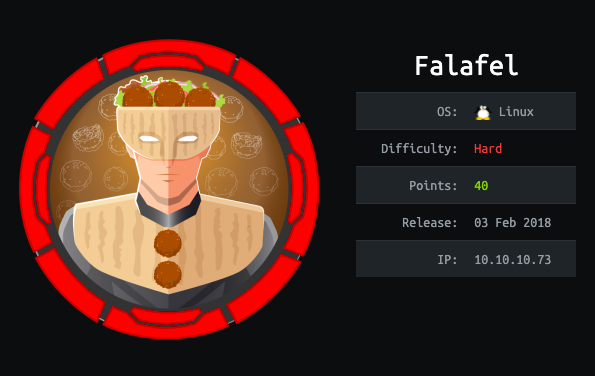 Falafel
OS: Linux
Difficulty: Hard
Points: 40
Release: 03 Feb 2018
IP: 10.10.10.73